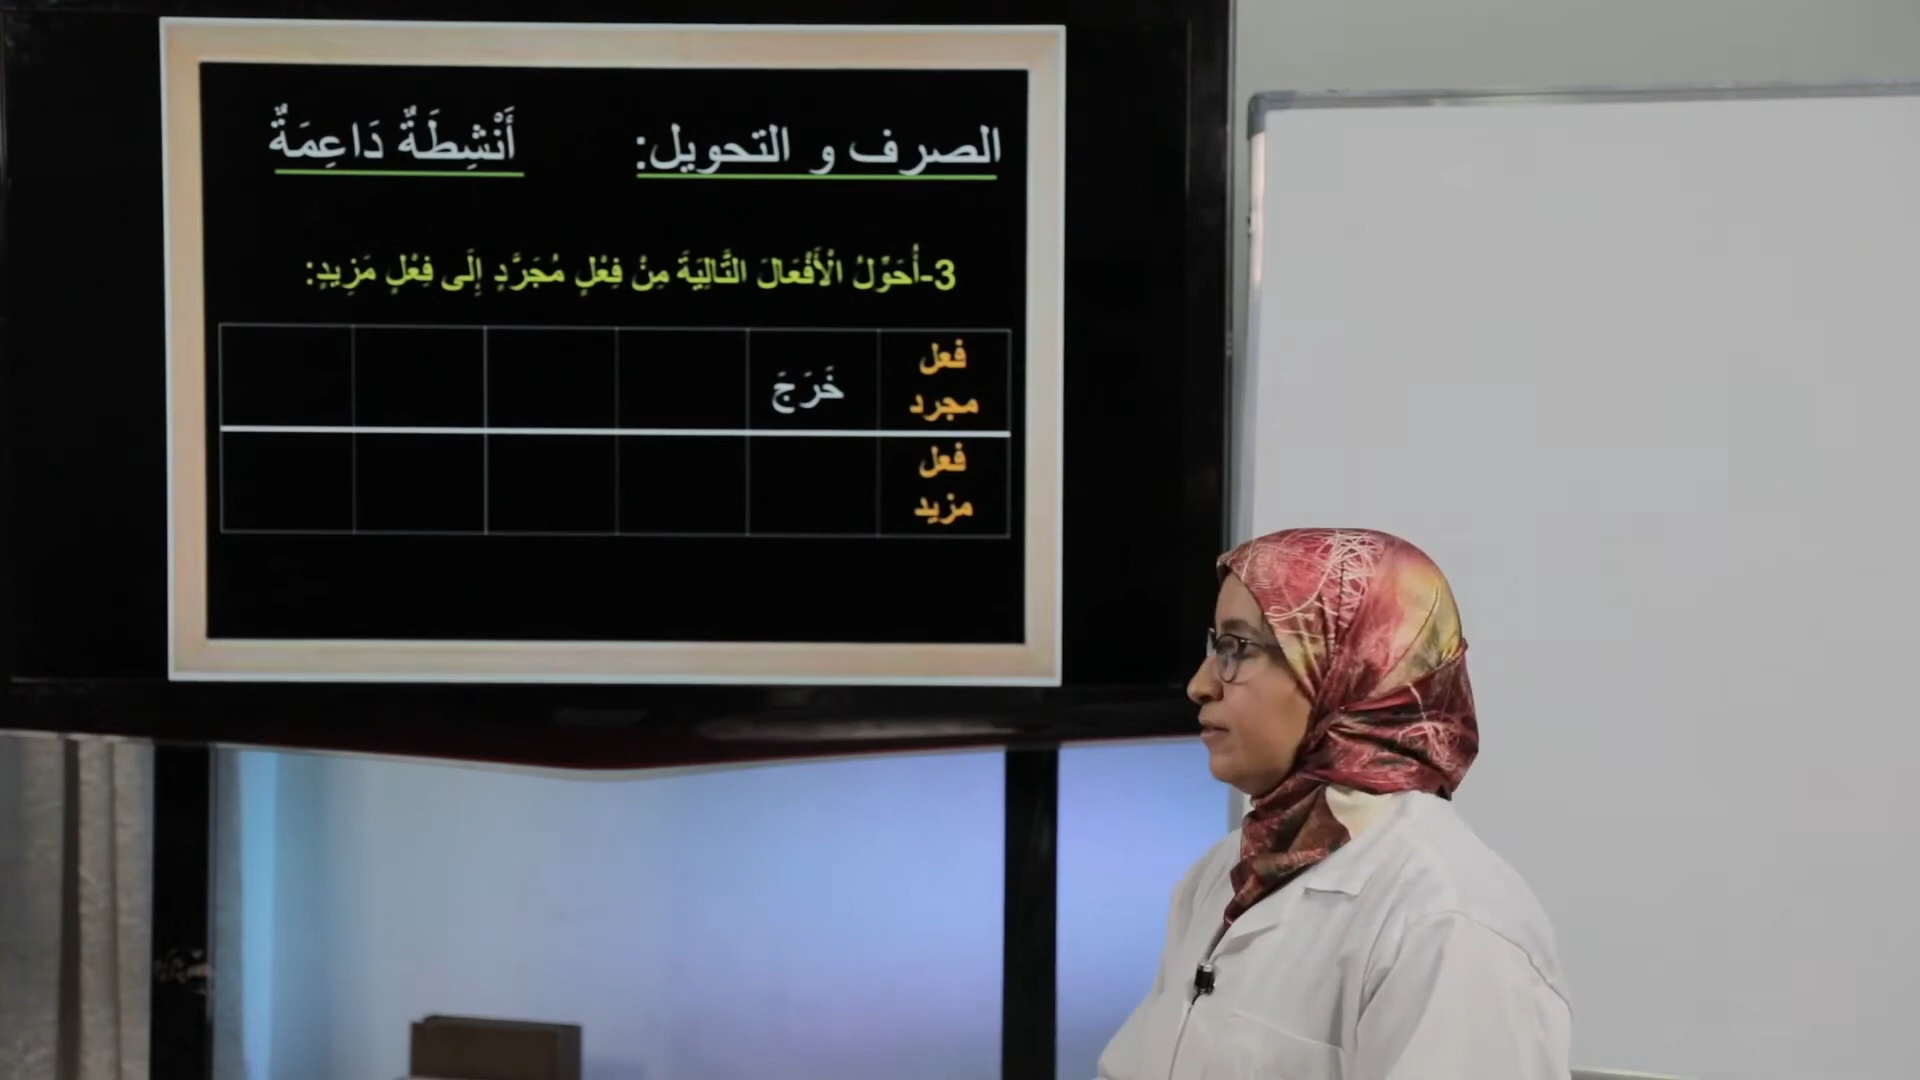 الصرف و التحويل: أَنْشِطَةٌ دَاعِمَةٌ
3-أُحَوِّلُ الْأَفْعَالَ التَّالِيَةَ مِنْ فِعْلٍ مُجَرَّدٍ إِلَى فِعْلٍ مَزِيدٍ:
فعل
مجرد
خَرَجَ
فعل
مزيد